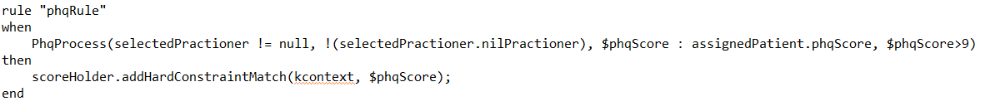 rule "phqRule"
when
    PhqProcess(selectedPractioner != null, !(selectedPractioner.nilPractioner), $phqScore : assignedPatient.phqScore, $phqScore>9)
then
    scoreHolder.addHardConstraintMatch(kcontext, $phqScore);
end